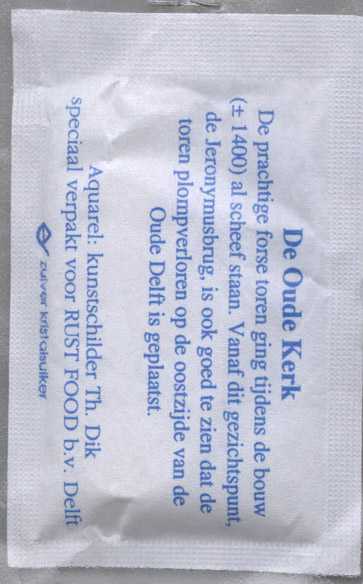 De Oude Kerk
De prachtige forse toren ging tijdens de bouw
(± 1400) al scheef staan. Vanaf dit gezichtspunt,
de Jeronymusbrug, is ook goed te zien dat de
toren plompverloren op de oostzijde van de
Oude Delft is geplaatst.
Aquarel: kunstschilder Th. Dik
speciaal verpakt voor RUST FOOD b.v. Delft
zuiver kristalsuiker